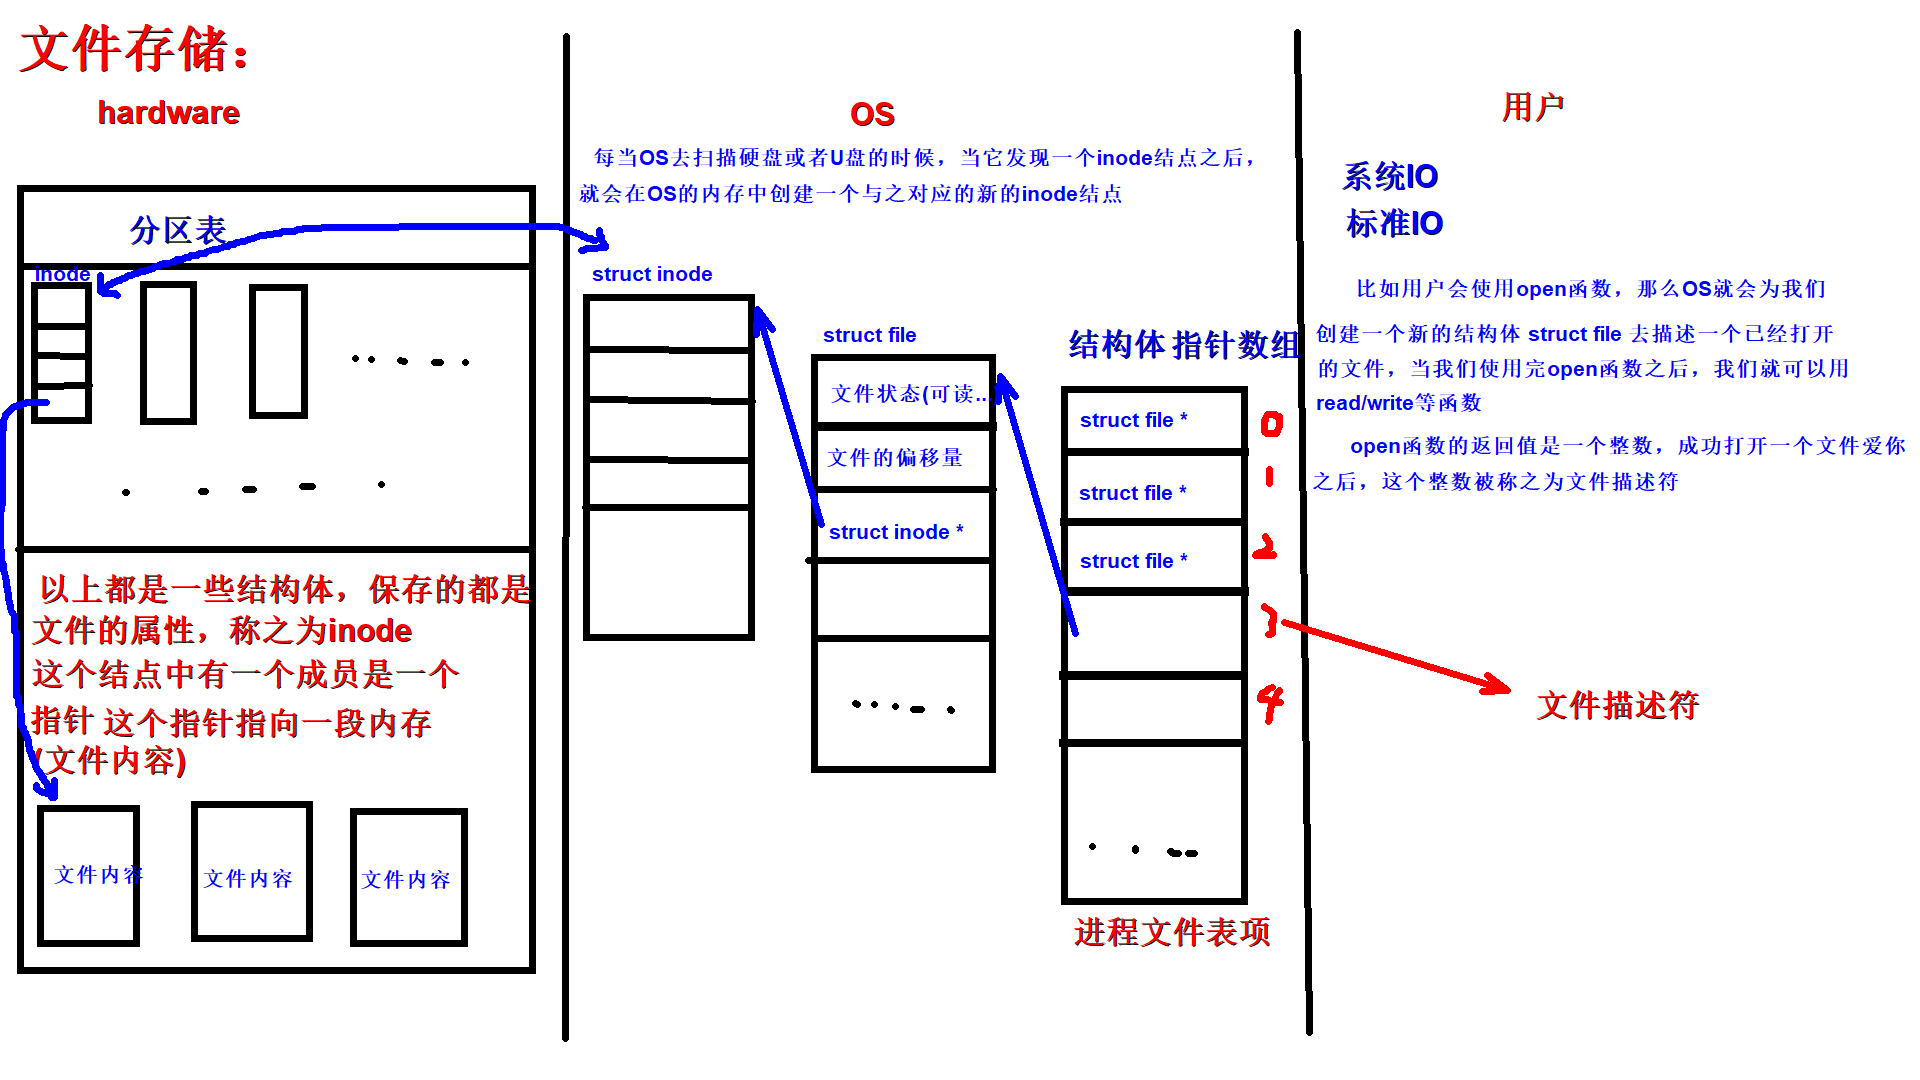 文件存储：
hardware
分区表
inode
以上都是一些结构体，保存的都是
文件的属性，称之为inode
这个结点中有一个成员是一个
指针 这个指针指向一段内存
(文件内容)
文件内容
文件内容
文件内容
OS
每当OS去扫描硬盘或者U盘的时候，当它发现一个inode结点之后，
就会在OS的内存中创建一个与之对应的新的inode结点
struct inode
struct file
文件状态(可读...
文件的偏移量
struct inode *
结构体 指针数组
struct file *
0
struct file *
1
struct file *
2
3
4
进程文件表项
用户
系统IO
标准IO
比如用户会使用open函数，那么OS就会为我们
创建一个新的结构体 struct file 去描述一个已经打开
的文件，当我们使用完open函数之后，我们就可以用
read/write等函数
open函数的返回值是一个整数，成功打开一个文件爱你
之后，这个整数被称之为文件描述符
文件描述符